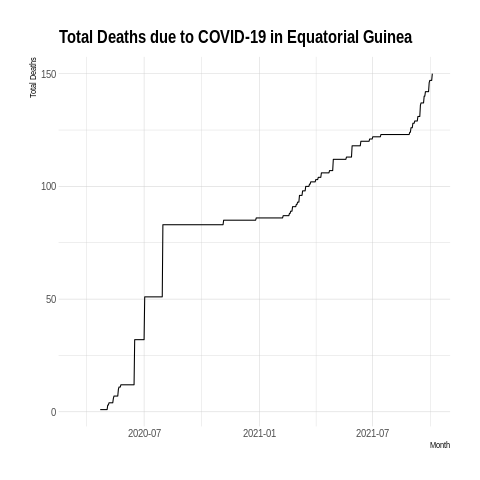 Total Deaths due to COVID-19 in Equatorial Guinea
Total Deaths
150
100
50
0
2020-07 2021-01 2021-07
Month